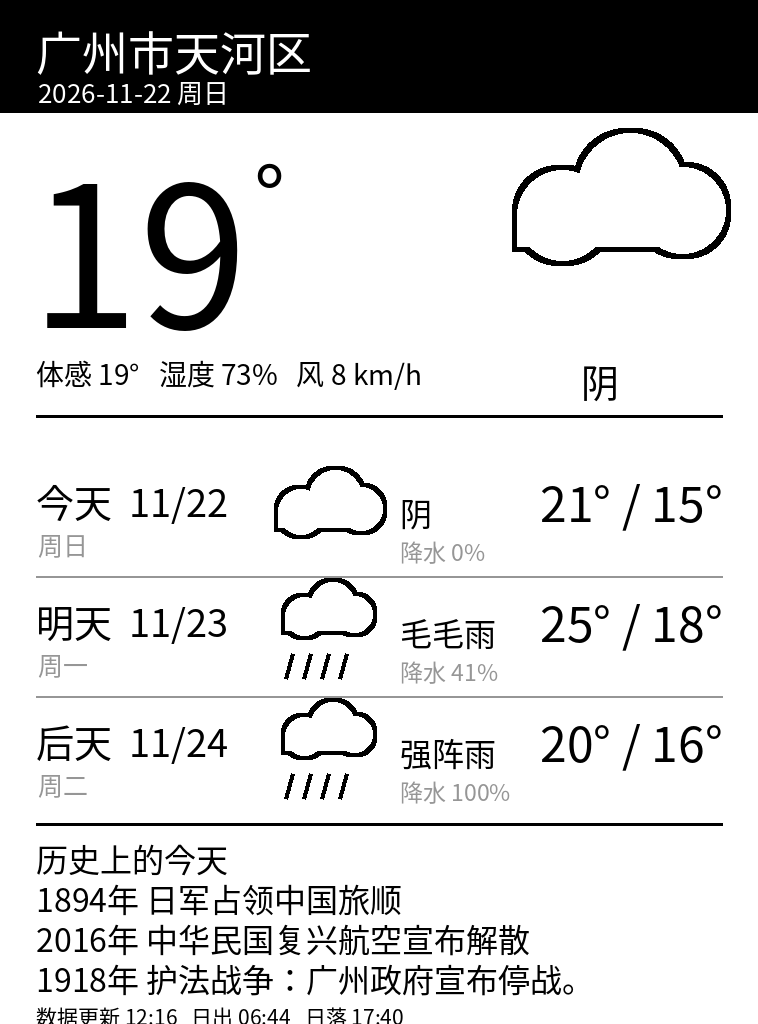 广州市天河区
2026-11-22 周日
19°
体感 19° 湿度 73% 风 8 km/h
阴
今天 11/22 阴 21° / 15°
周日 降水 0%
明天 11/23 毛毛雨 25° / 18°
周一 降水 41%
后天 11/24 强阵雨 20° / 16°
周二 降水 100%
历史上的今天
1894年 日军占领中国旅顺
2016年 中华民国复兴航空宣布解散
1918年 护法战争：广州政府宣布停战。
数据更新 12:16 日出 06:44 日落 17:40